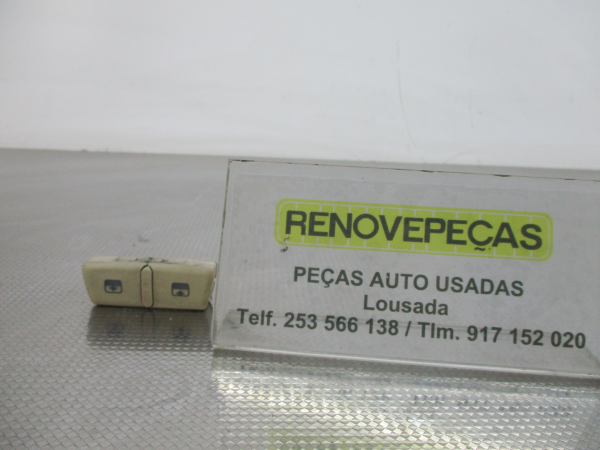 RENOVEPEÇAS
PEÇAS AUTO USADAS
Lousada
Telf. 253 566 138 / Tlm. 917 152 020